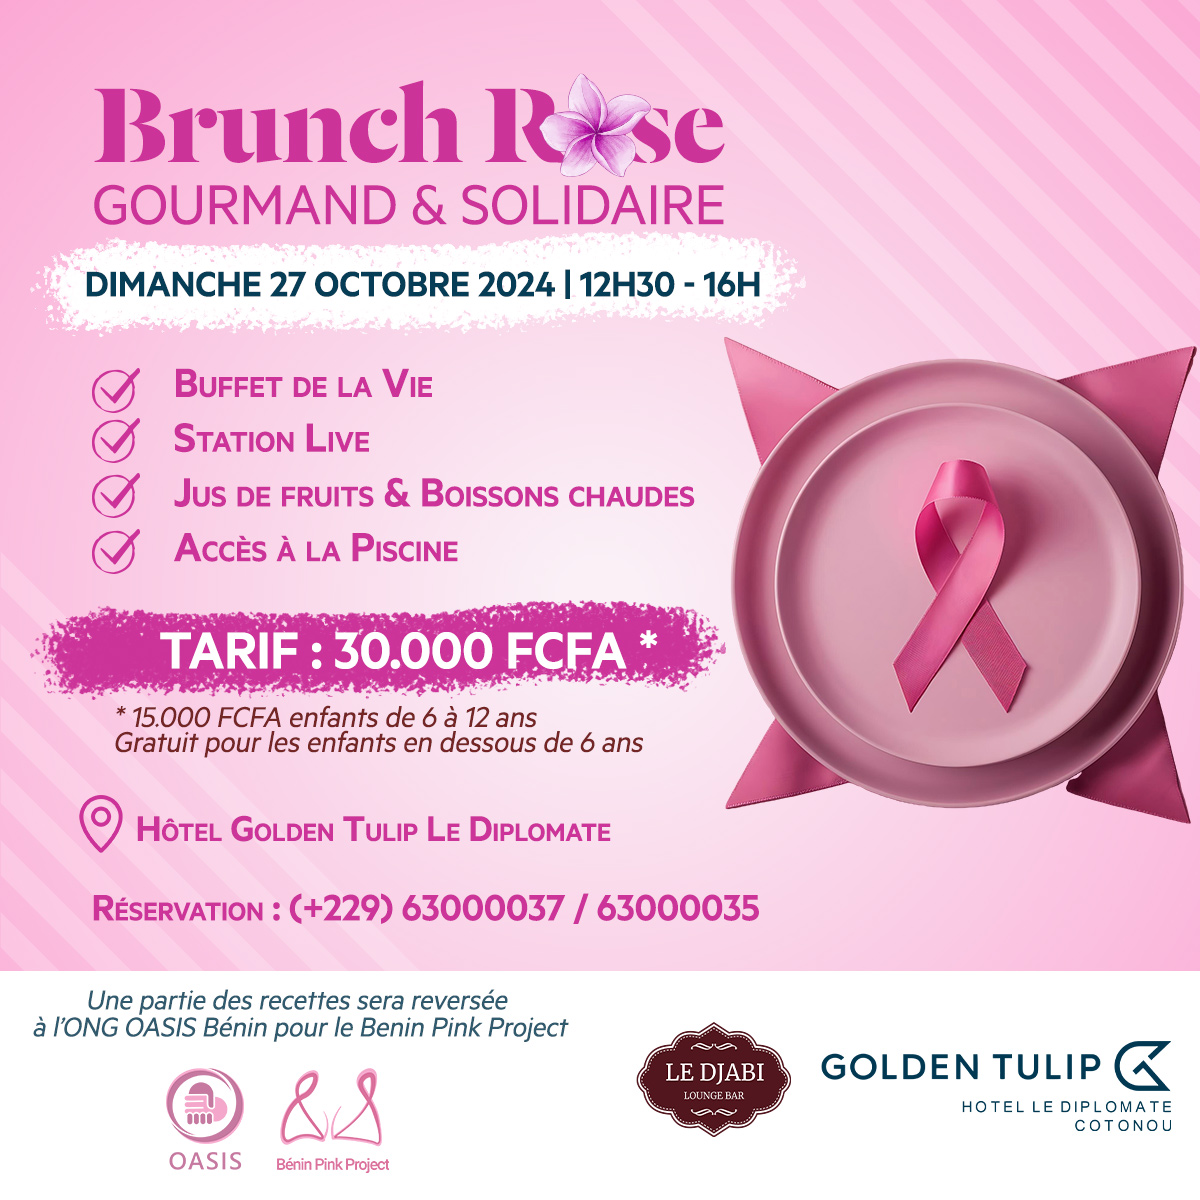 Brunch Rose
GOURMAND & SOLIDAIRE
DIMANCHE 27 OCTOBRE 2024 | 12H30 - 16H
BUFFET DE LA VIE
STATION LIVE
JUS DE FRUITS & BOISSONS CHAUDES
ACCÈS À LA PISCINE
TARIF : 30.000 FCFA *
* 15.000 FCFA enfants de 6 à 12 ans
Gratuit pour les enfants en dessous de 6 ans
HÔTEL GOLDEN TULIP LE DIPLOMATE
RÉSERVATION : (+229) 63000037 / 63000035
Une partie des recettes sera reversée
à l'ONG OASIS Bénin pour le Benin Pink Project
OASIS
Bénin Pink Project
LE DJABI
LOUNGE BAR
GOLDEN TULIP
HOTEL LE DIPLOMATE
COTONOU